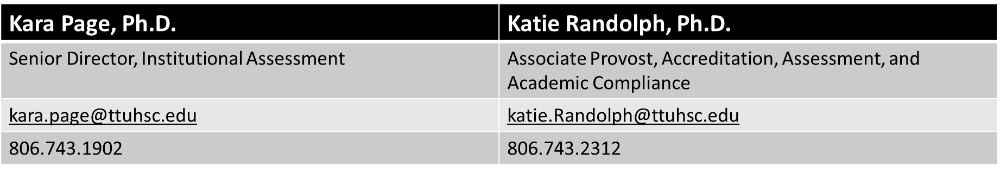 Kara Page, Ph.D.
Katie Randolph, Ph.D.
Senior Director, Institutional Assessment
Associate Provost, Accreditation, Assessment, and
Academic Compliance
kara.page@ttuhsc.edu
katie.Randolph@ttuhsc.edu
806.743.1902
806.743.2312